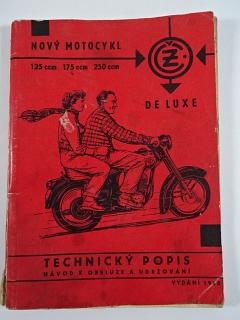 NOVÝ MOTOCYKL
125 ccm 175 ccm 250 ccm
ČZ
DE LUXE
TECHNICKÝ POPIS
NÁVOD K OBSLUZE A UDRŽOVÁNÍ
VYDÁNÍ